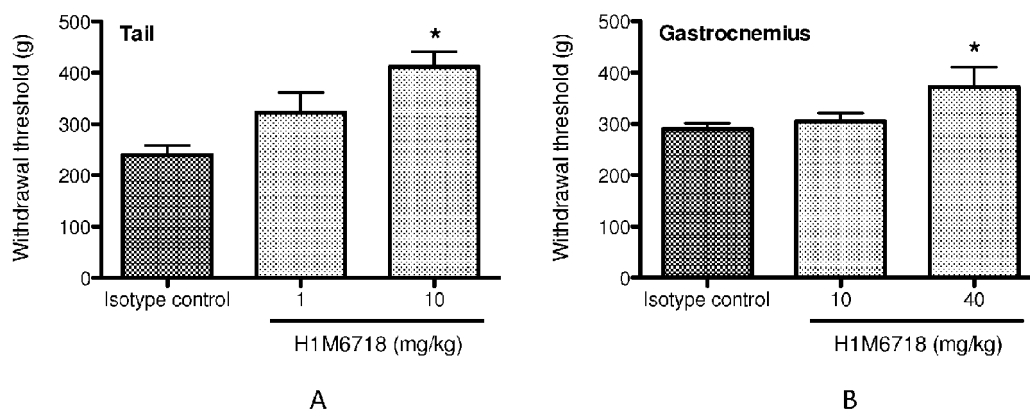 Tail
*
Withdrawal threshold (g)
500
400
300
200
100
0
Isotype control 1 10
H1M6718 (mg/kg)
A
Gastrocnemius
*
Withdrawal threshold (g)
500
400
300
200
100
0
Isotype control 10 40
H1M6718 (mg/kg)
B